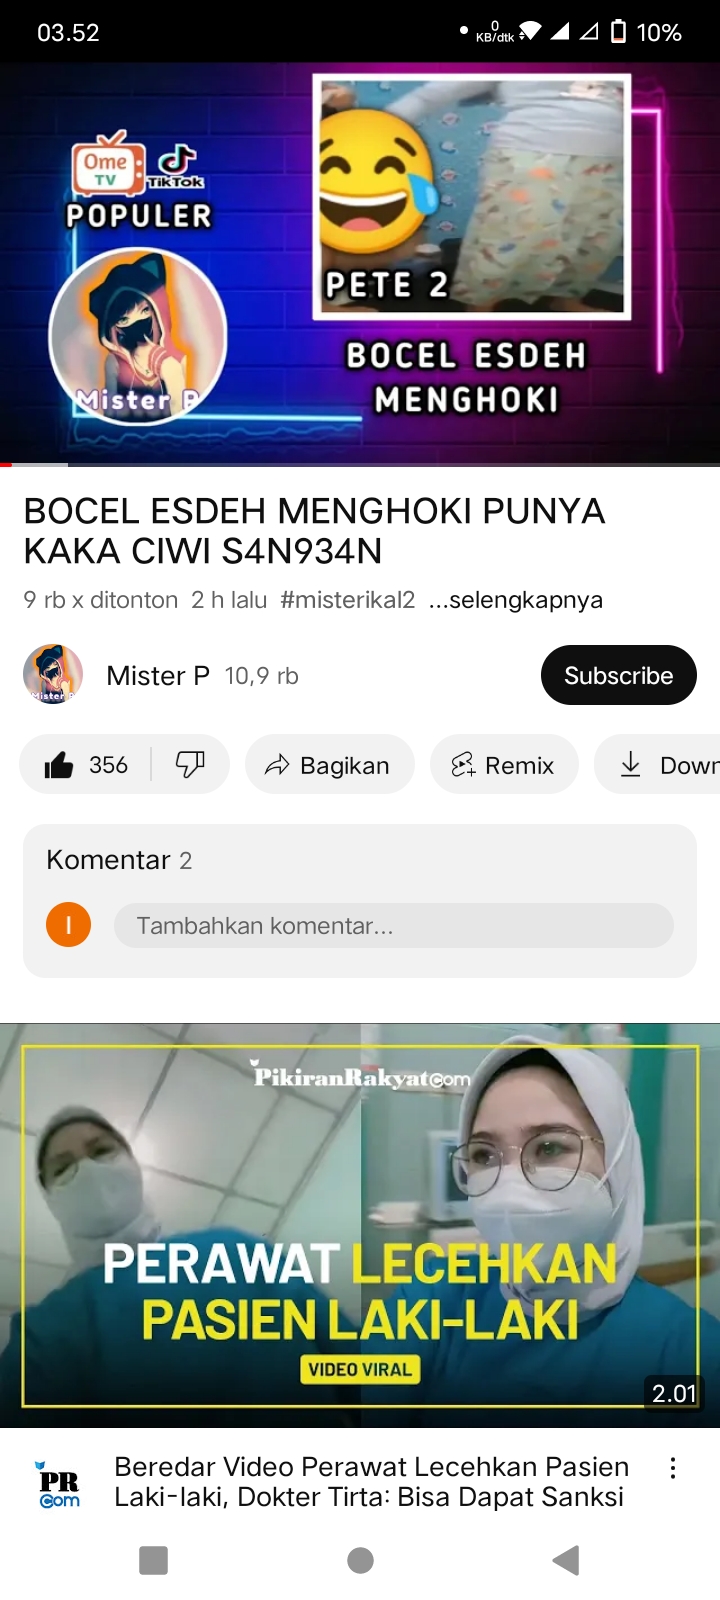 03.52
0
KB/dtk
10%
Ome
TV
TikTok
POPULER
Mister P
PETE 2
BOCEL ESDEH
MENGHOKI
BOCEL ESDEH MENGHOKI PUNYA
KAKA CIWI S4N934N
9 rb x ditonton 2 h lalu #misterikal2 ...selengkapnya
Mister P 10,9 rb
Subscribe
356
Bagikan
Remix
Down
Komentar 2
I
Tambahkan komentar...
PikiranRakyatcom
PERAWAT LECEHKAN
PASIEN LAKI-LAKI
VIDEO VIRAL
2.01
PR
com
Beredar Video Perawat Lecehkan Pasien
Laki-laki, Dokter Tirta: Bisa Dapat Sanksi